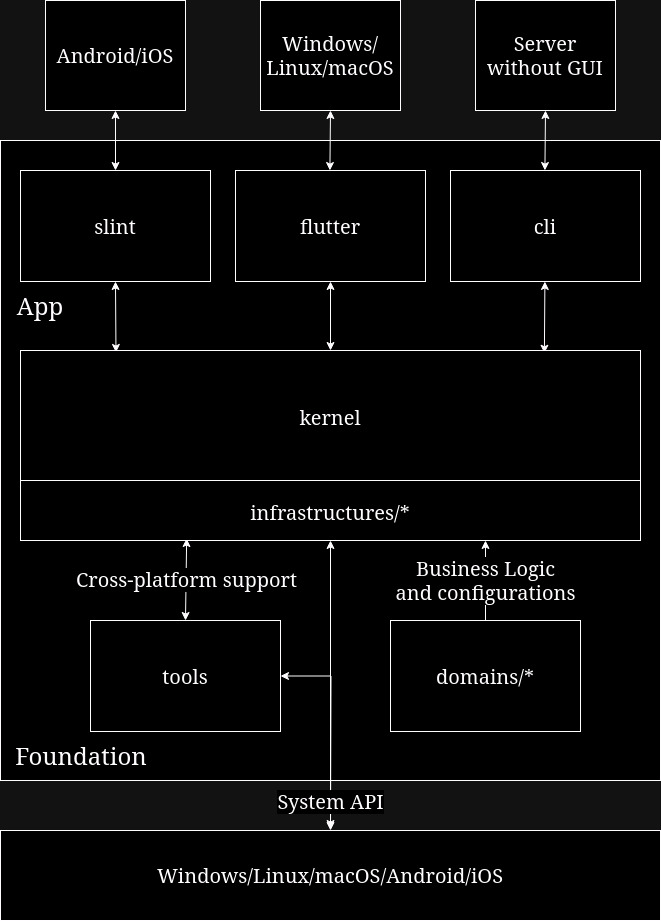 Android/iOS
Windows/
Linux/macOS
Server
without GUI
slint
flutter
cli
App
kernel
infrastructures/*
Cross-platform support
Business Logic
and configurations
tools
domains/*
Foundation
System API
Windows/Linux/macOS/Android/iOS